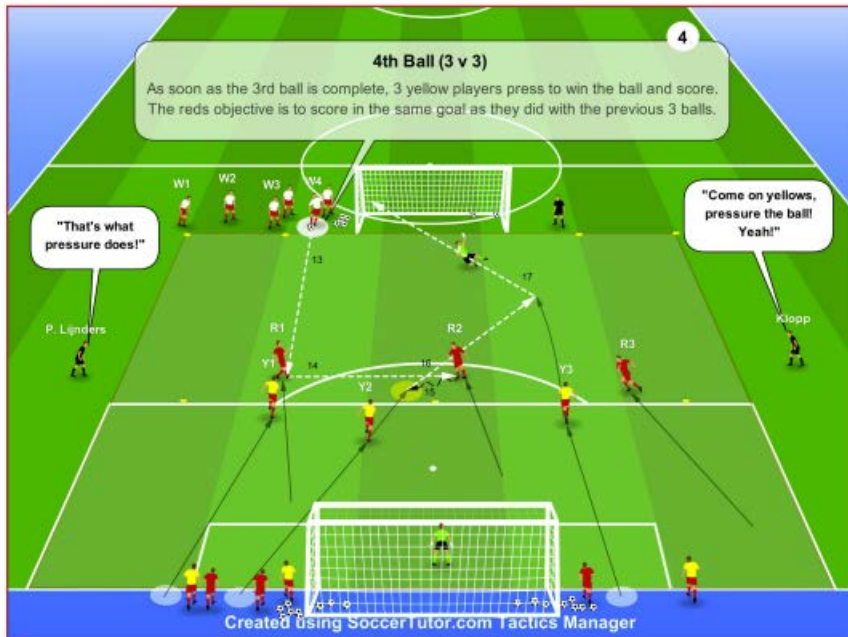 4
4th Ball (3 v 3)
As soon as the 3rd ball is complete, 3 yellow players press to win the ball and score.
The reds objective is to score in the same goal as they did with the previous 3 balls.
W1
W2
W3
W4
"That's what
pressure does!"
"Come on yellows,
pressure the ball!
Yeah!"
13
17
P. Lijnders
Klopp
R1
R2
R3
Y1
14
16
Y2
15
Y3
Created using SoccerTutor.com Tactics Manager